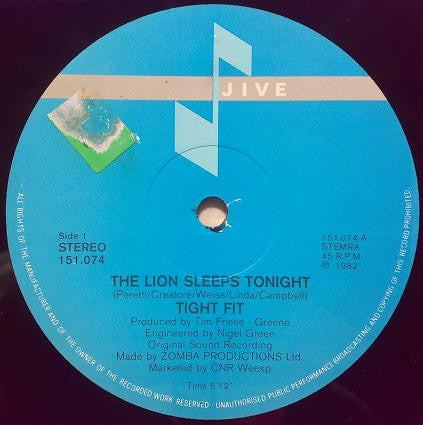 JIVE
Side 1
STEREO
151.074
151.074-A
STEMRA
45 R.P.M
℗ 1982
THE LION SLEEPS TONIGHT
(Peretti/Creatore/Weiss/Linda/Campbell)
TIGHT FIT
Produced by Tim Friese - Greene
Engineered by Nigel Green
Original Sound Recording
Made by ZOMBA PRODUCTIONS Ltd.
Marketed by CNR Weesp
Time 6'12"
- ALL RIGHTS OF THE MANUFACTURER AND OF THE OWNER OF THE RECORDED WORK RESERVED - UNAUTHORISED PUBLIC PERFORMANCE BROADCASTING AND COPYING OF THIS RECORD PROHIBITED.